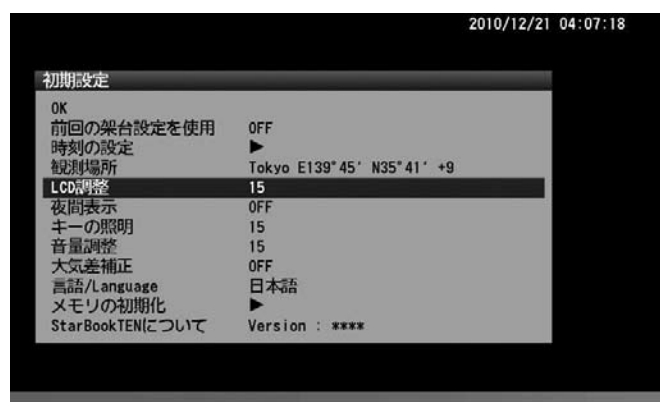 2010/12/21 04:07:18
初期設定
OK
前回の架台設定を使用 OFF
時刻の設定 ▶
観測場所 Tokyo E139°45′ N35°41′ +9
LCD調整 15
夜間表示 OFF
キーの照明 15
音量調整 15
大気差補正 OFF
言語/Language 日本語
メモリの初期化 ▶
StarBookTENについて Version : ****